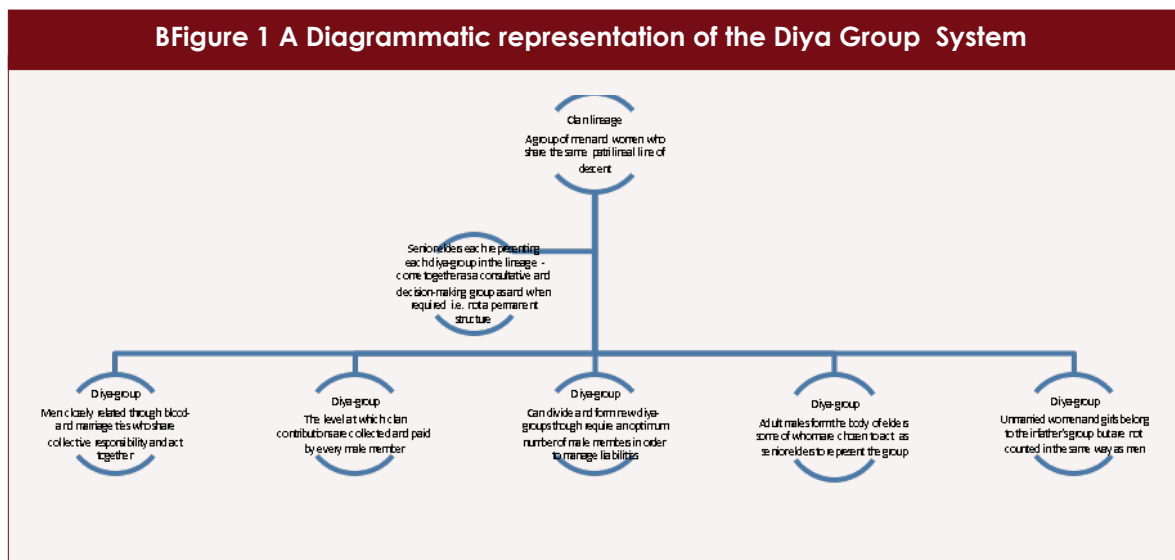 BFigure 1 A Diagrammatic representation of the Diya Group System
Clan lineage
A group of men and women who
share the same patrilineal line of
descent
Senior elders each representing
each diya-group in the lineage -
come together as a consultative and
decision-making group as and when
required i.e. not a permanent
structure
Diya-group
Men closely related through blood-
and marriage ties who share
collective responsibility and act
together
Diya-group
The level at which clan
contributions are collected and paid
by every male member
Diya-group
Can divide and form new diya-
groups though require an optimum
number of male members in order
to manage liabilities
Diya-group
Adult males form the body of elders
some of whom are chosen to act as
senior elders to represent the group
Diya-group
Unmarried women and girls belong
to their father's group but are not
counted in the same way as men